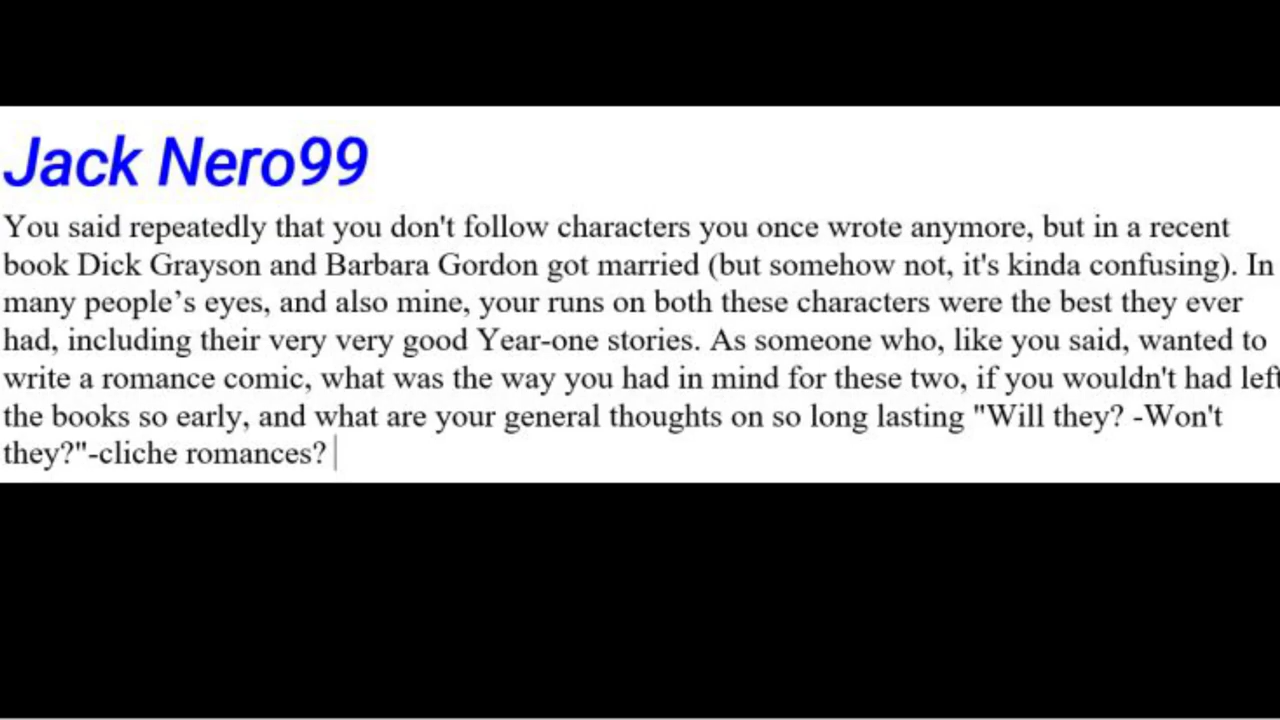 Jack Nero99
You said repeatedly that you don't follow characters you once wrote anymore, but in a recent
book Dick Grayson and Barbara Gordon got married (but somehow not, it's kinda confusing). In
many people’s eyes, and also mine, your runs on both these characters were the best they ever
had, including their very very good Year-one stories. As someone who, like you said, wanted to
write a romance comic, what was the way you had in mind for these two, if you wouldn't had left
the books so early, and what are your general thoughts on so long lasting "Will they? -Won't
they?"-cliche romances?